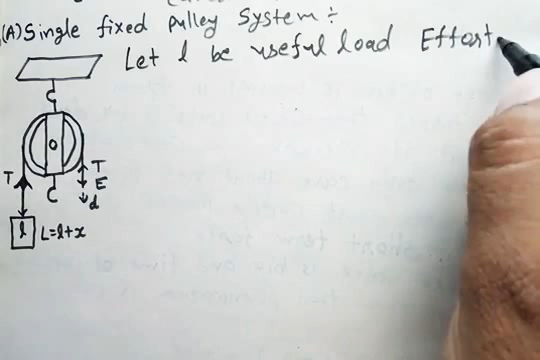 (A) Single fixed pulley system ÷
Let l be useful load Effort
T
T
E
d
l
L=l+x